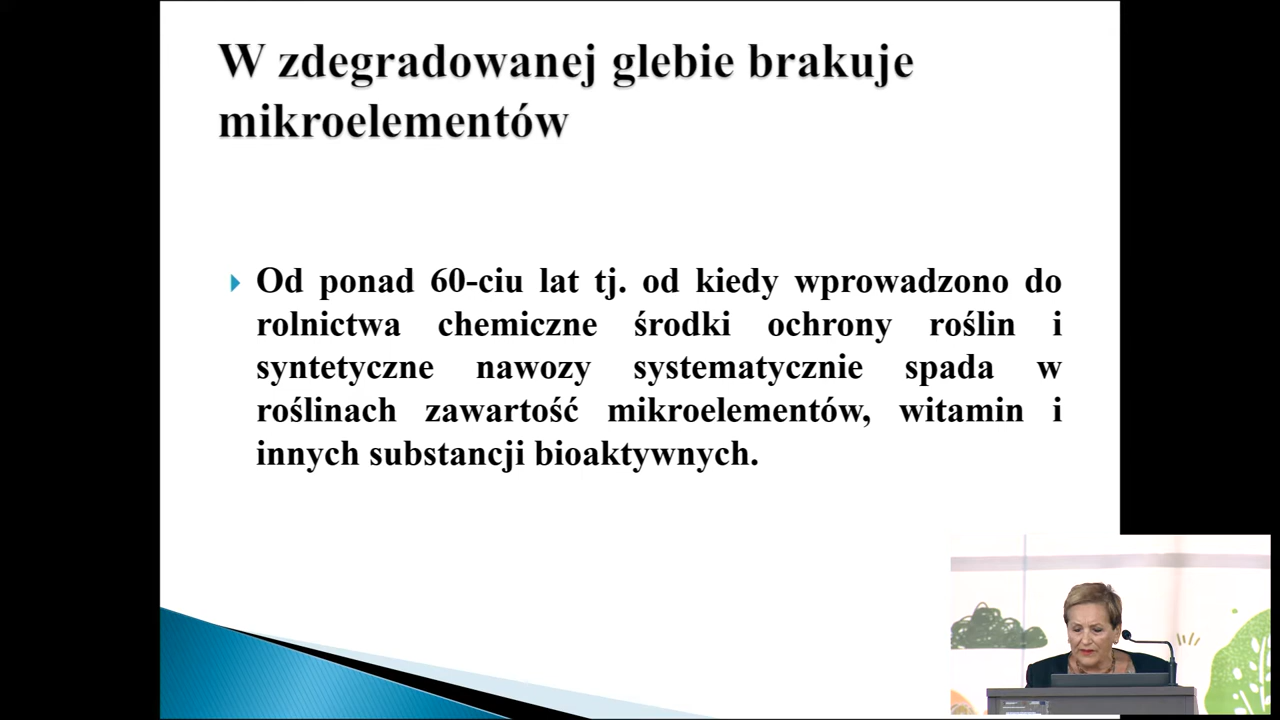 W zdegradowanej glebie brakuje
mikroelementów
Od ponad 60-ciu lat tj. od kiedy wprowadzono do
rolnictwa chemiczne środki ochrony roślin i
syntetyczne nawozy systematycznie spada w
roślinach zawartość mikroelementów, witamin i
innych substancji bioaktywnych.